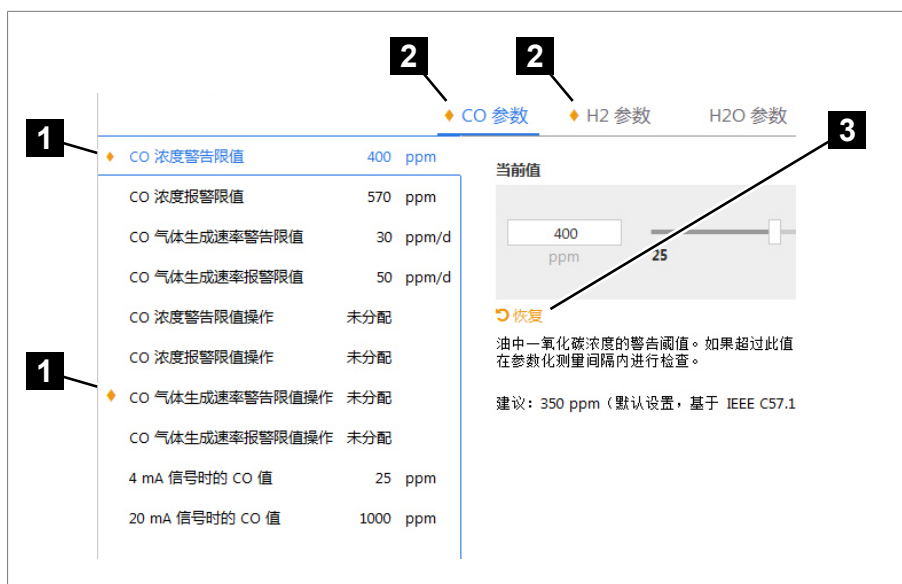 2 2
CO 参数 H2 参数 H2O 参数
1 3
CO 浓度警告限值 400 ppm
CO 浓度报警限值 570 ppm
CO 气体生成速率警告限值 30 ppm/d
CO 气体生成速率报警限值 50 ppm/d
CO 浓度警告限值操作 未分配
CO 浓度报警限值操作 未分配
1
CO 气体生成速率警告限值操作 未分配
CO 气体生成速率报警限值操作 未分配
4 mA 信号时的 CO 值 25 ppm
20 mA 信号时的 CO 值 1000 ppm
当前值
400
ppm 25
恢复
油中一氧化碳浓度的警告阈值。如果超过此值
在参数化测量间隔内进行检查。
建议：350 ppm（默认设置，基于 IEEE C57.1